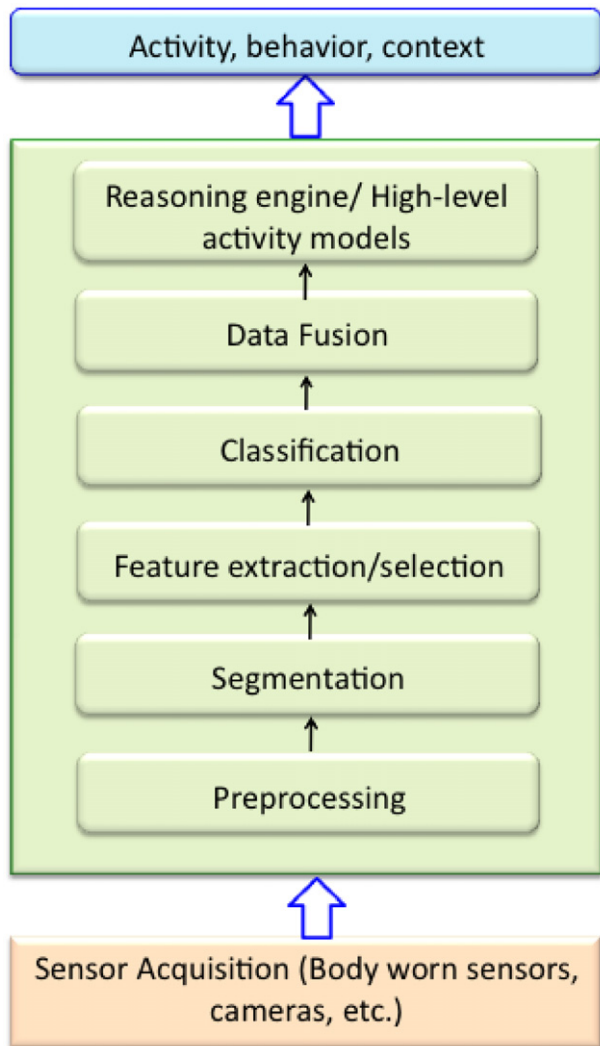 Activity, behavior, context
Reasoning engine/ High-level
activity models
Data Fusion
Classification
Feature extraction/selection
Segmentation
Preprocessing
Sensor Acquisition (Body worn sensors,
cameras, etc.)